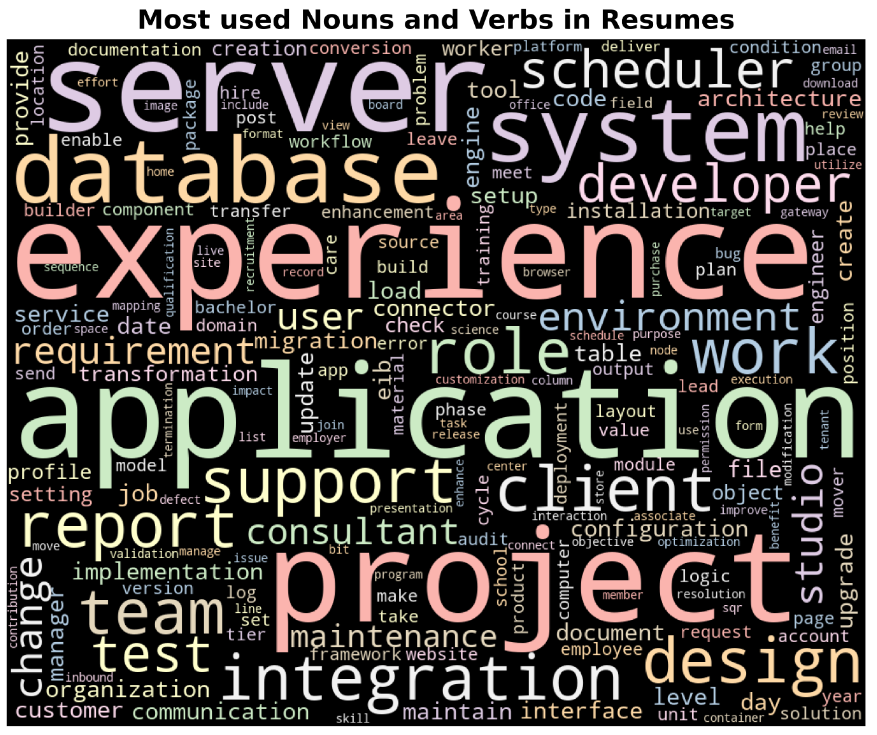 Most used Nouns and Verbs in Resumes
documentation creation conversion worker platform deliver condition email
provide location effort server problem scheduler group
image include hire board tool office code field architecture download
package post format view review
enable workflow leave engine system meet help place utilize
database home setup developer
builder component transfer enhancement area type installation target gateway create
experience training
sequence qualification live site recruitment record care source build browser purchase bug plan engineer
load
service mapping bachelor user connector course environment position
order space date domain check science schedule purpose
requirement migration error role table node work
send transformation app eib material output
update customization column lead execution
application termination impact phase layout permission form
list join employer task release value use modification tenant
profile model support enhance center client deployment store module file studio mover
setting job defect cycle object improve benefit
report presentation interaction associate
consultant audit configuration
move validation manage issue bit connect objective optimization upgrade
change implementation project school product computer logic
contribution manager version log program make member resolution
team line set take sqr page
tier maintenance document request account
test framework website employee design
inbound integration
organization level day year
customer communication skill maintain interface unit container solution